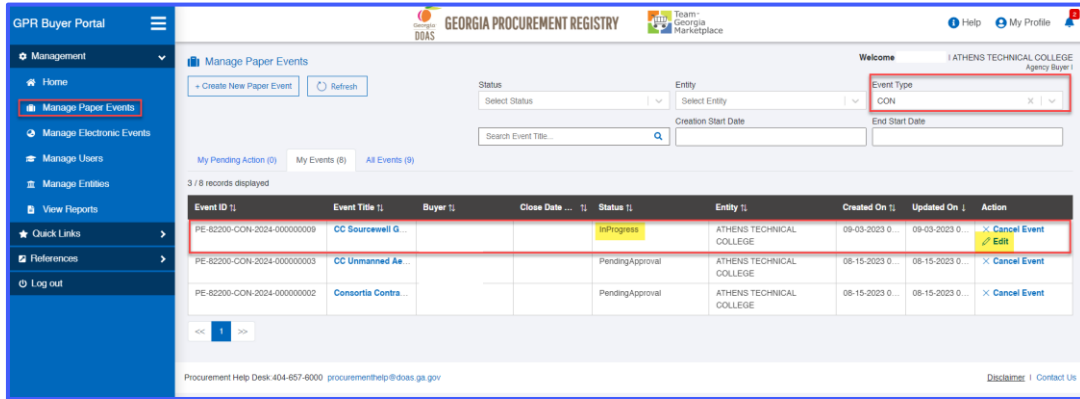 GPR Buyer Portal
Georgia
DOAS
GEORGIA PROCUREMENT REGISTRY
Team
Georgia
Marketplace
Help
My Profile
2
Management
Home
Manage Paper Events
Manage Electronic Events
Manage Users
Manage Entities
View Reports
Quick Links
References
Log out
Manage Paper Events
Welcome I ATHENS TECHNICAL COLLEGE
Agency Buyer I
+ Create New Paper Event Refresh
Status Entity Event Type
Select Status Select Entity CON
Creation Start Date End Start Date
Search Event Title...
My Pending Action (0) My Events (8) All Events (9)
3 / 8 records displayed
Event ID Event Title Buyer Close Date ... Status Entity Created On Updated On Action
PE-82200-CON-2024-000000009 CC Sourcewell G... InProgress ATHENS TECHNICAL COLLEGE 09-03-2023 0... 09-03-2023 0... Cancel Event
Edit
PE-82200-CON-2024-000000003 CC Unmanned Ae... PendingApproval ATHENS TECHNICAL COLLEGE 08-15-2023 0... 08-15-2023 0... Cancel Event
PE-82200-CON-2024-000000002 Consortia Contra... PendingApproval ATHENS TECHNICAL COLLEGE 08-15-2023 0... 08-15-2023 0... Cancel Event
<< 1 >>
Procurement Help Desk:404-657-6000 procurementhelp@doas.ga.gov Disclaimer | Contact Us